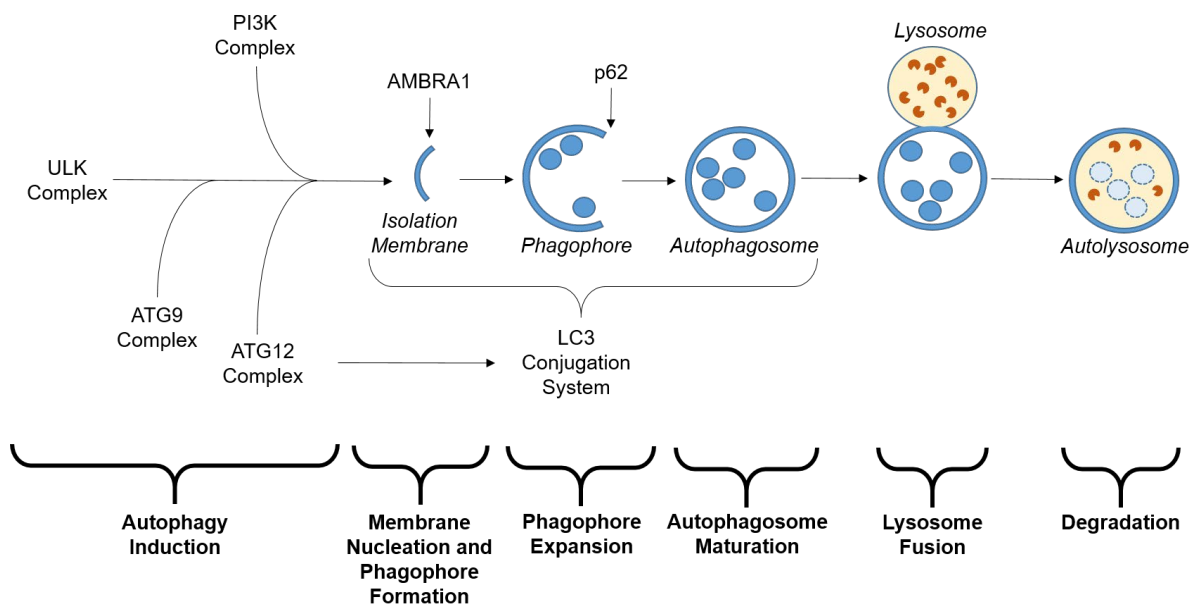 PI3K
Complex
Lysosome
AMBRA1
p62
ULK
Complex
Isolation
Membrane
Phagophore
Autophagosome
Autolysosome
ATG9
Complex
ATG12
Complex
LC3
Conjugation
System
Autophagy
Induction
Membrane
Nucleation and
Phagophore
Formation
Phagophore
Expansion
Autophagosome
Maturation
Lysosome
Fusion
Degradation